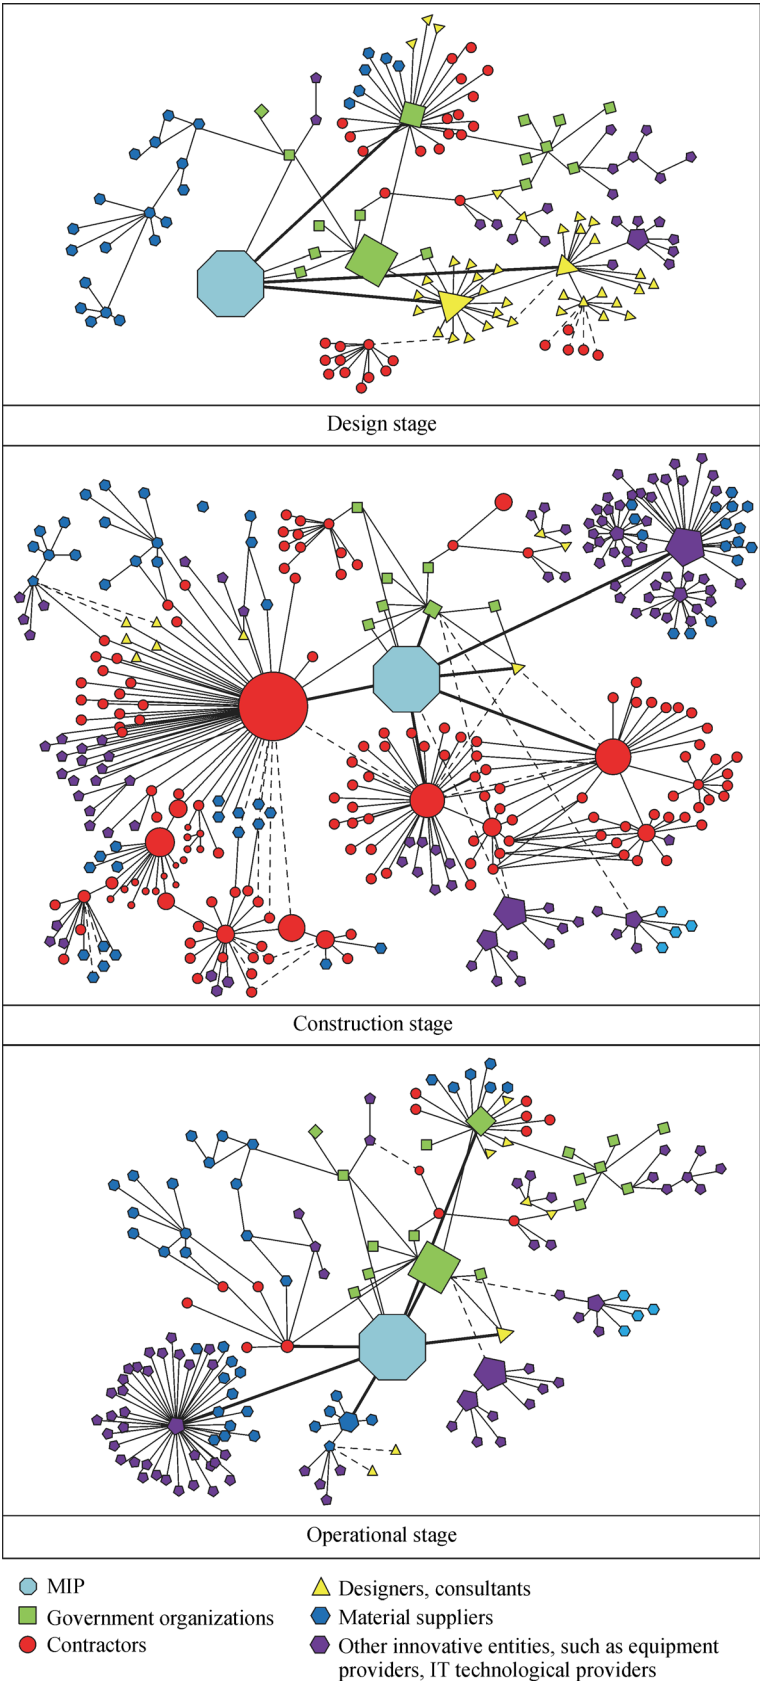 Design stage
Construction stage
Operational stage
MIP
Government organizations
Contractors
Designers, consultants
Material suppliers
Other innovative entities, such as equipment
providers, IT technological providers